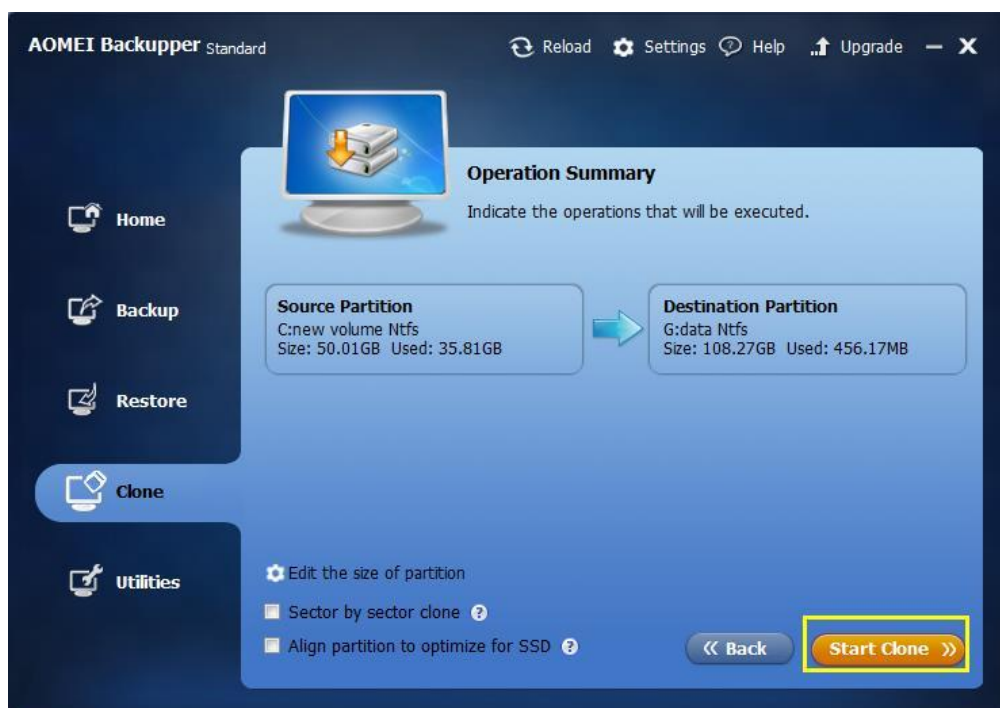 AOMEI Backupper Standard
Reload Settings Help Upgrade
Operation Summary
Indicate the operations that will be executed.
Home
Backup
Restore
Clone
Utilities
Source Partition
C:new volume Ntfs
Size: 50.01GB Used: 35.81GB
Destination Partition
G:data Ntfs
Size: 108.27GB Used: 456.17MB
Edit the size of partition
Sector by sector clone ?
Align partition to optimize for SSD ?
Back
Start Clone